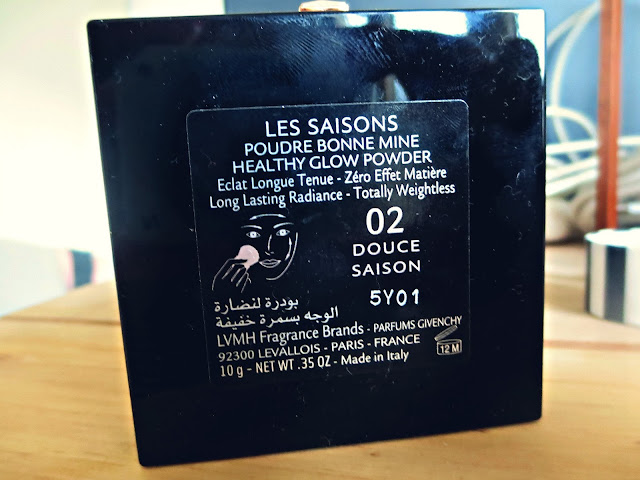 LES SAISONS
POUDRE BONNE MINE
HEALTHY GLOW POWDER
Eclat Longue Tenue - Zéro Effet Matière
Long Lasting Radiance - Totally Weightless
02
DOUCE
SAISON
5Y01
بودرة لنضارة
الوجه بسمرة خفيفة
LVMH Fragrance Brands - PARFUMS GIVENCHY
92300 LEVALLOIS - PARIS - FRANCE
10 g - NET WT .35 OZ - Made in Italy
12 M